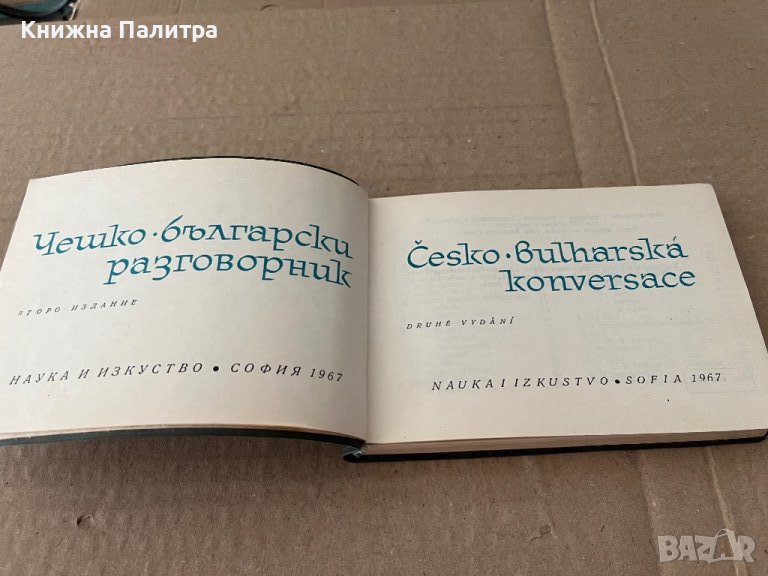 Книжна Палитра
Чешко·български
разговорник
ВТОРО ИЗДАНИЕ
НАУКА И ИЗКУСТВО • СОФИЯ 1967
Česko·bulharská
konversace
DRUHÉ VYDÁNÍ
NAUKA I IZKUSTVO • SOFIA 1967
BAZAR